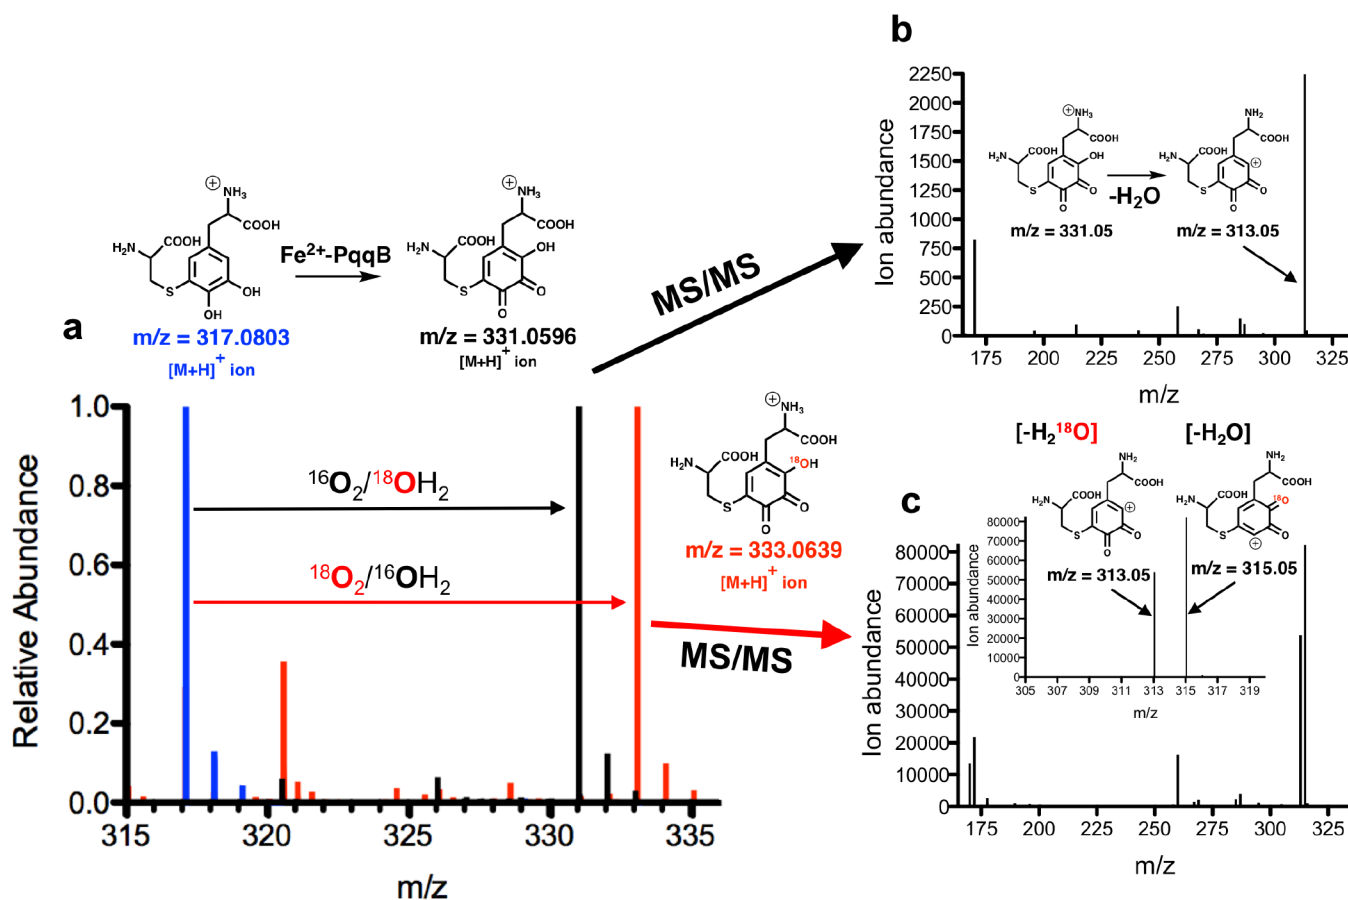 a
⊕
NH₃
COOH
H₂N
COOH
S
OH
OH
m/z = 317.0803
[M+H]⁺ ion
Fe²⁺-PqqB
⊕
NH₃
COOH
H₂N
COOH
OH
S
O
O
m/z = 331.0596
[M+H]⁺ ion
MS/MS
1.0
0.8
0.6
0.4
0.2
0.0
Relative Abundance
¹⁶O₂/¹⁸OH₂
¹⁸O₂/¹⁶OH₂
315
320
325
330
335
m/z
⊕
NH₃
COOH
H₂N
COOH
¹⁸OH
S
O
O
m/z = 333.0639
[M+H]⁺ ion
MS/MS
b
2250
2000
1750
1500
1250
1000
750
500
250
0
Ion abundance
⊕NH₃
COOH
H₂N
COOH
OH
S
O
O
m/z = 331.05
-H₂O
NH₂
COOH
H₂N
COOH
⊕
S
O
O
m/z = 313.05
175
200
225
250
275
300
325
m/z
c
[-H₂¹⁸O]
[-H₂O]
NH₂
COOH
H₂N
COOH
⊕
S
O
O
m/z = 313.05
NH₂
COOH
H₂N
COOH
¹⁸O
S
O
⊕
O
m/z = 315.05
80000
70000
60000
50000
40000
30000
20000
10000
0
Ion abundance
305
307
309
311
313
315
317
319
m/z
80000
70000
60000
50000
40000
30000
20000
10000
0
Ion abundance
175
200
225
250
275
300
325
m/z